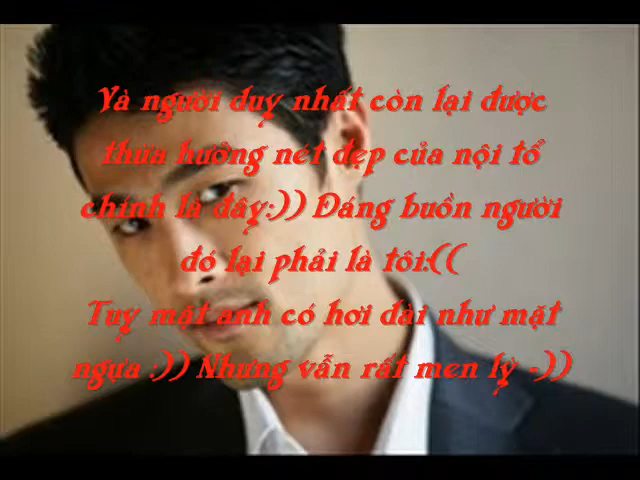 Và người duy nhất còn lại được
thừa hưởng nét đẹp của nội tổ
chính là đây:)) Đáng buồn người
đó lại phải là tôi:((
Tuy mặt anh có hơi dài như mặt
ngựa :)) Nhưng vẫn rất men lỳ -))